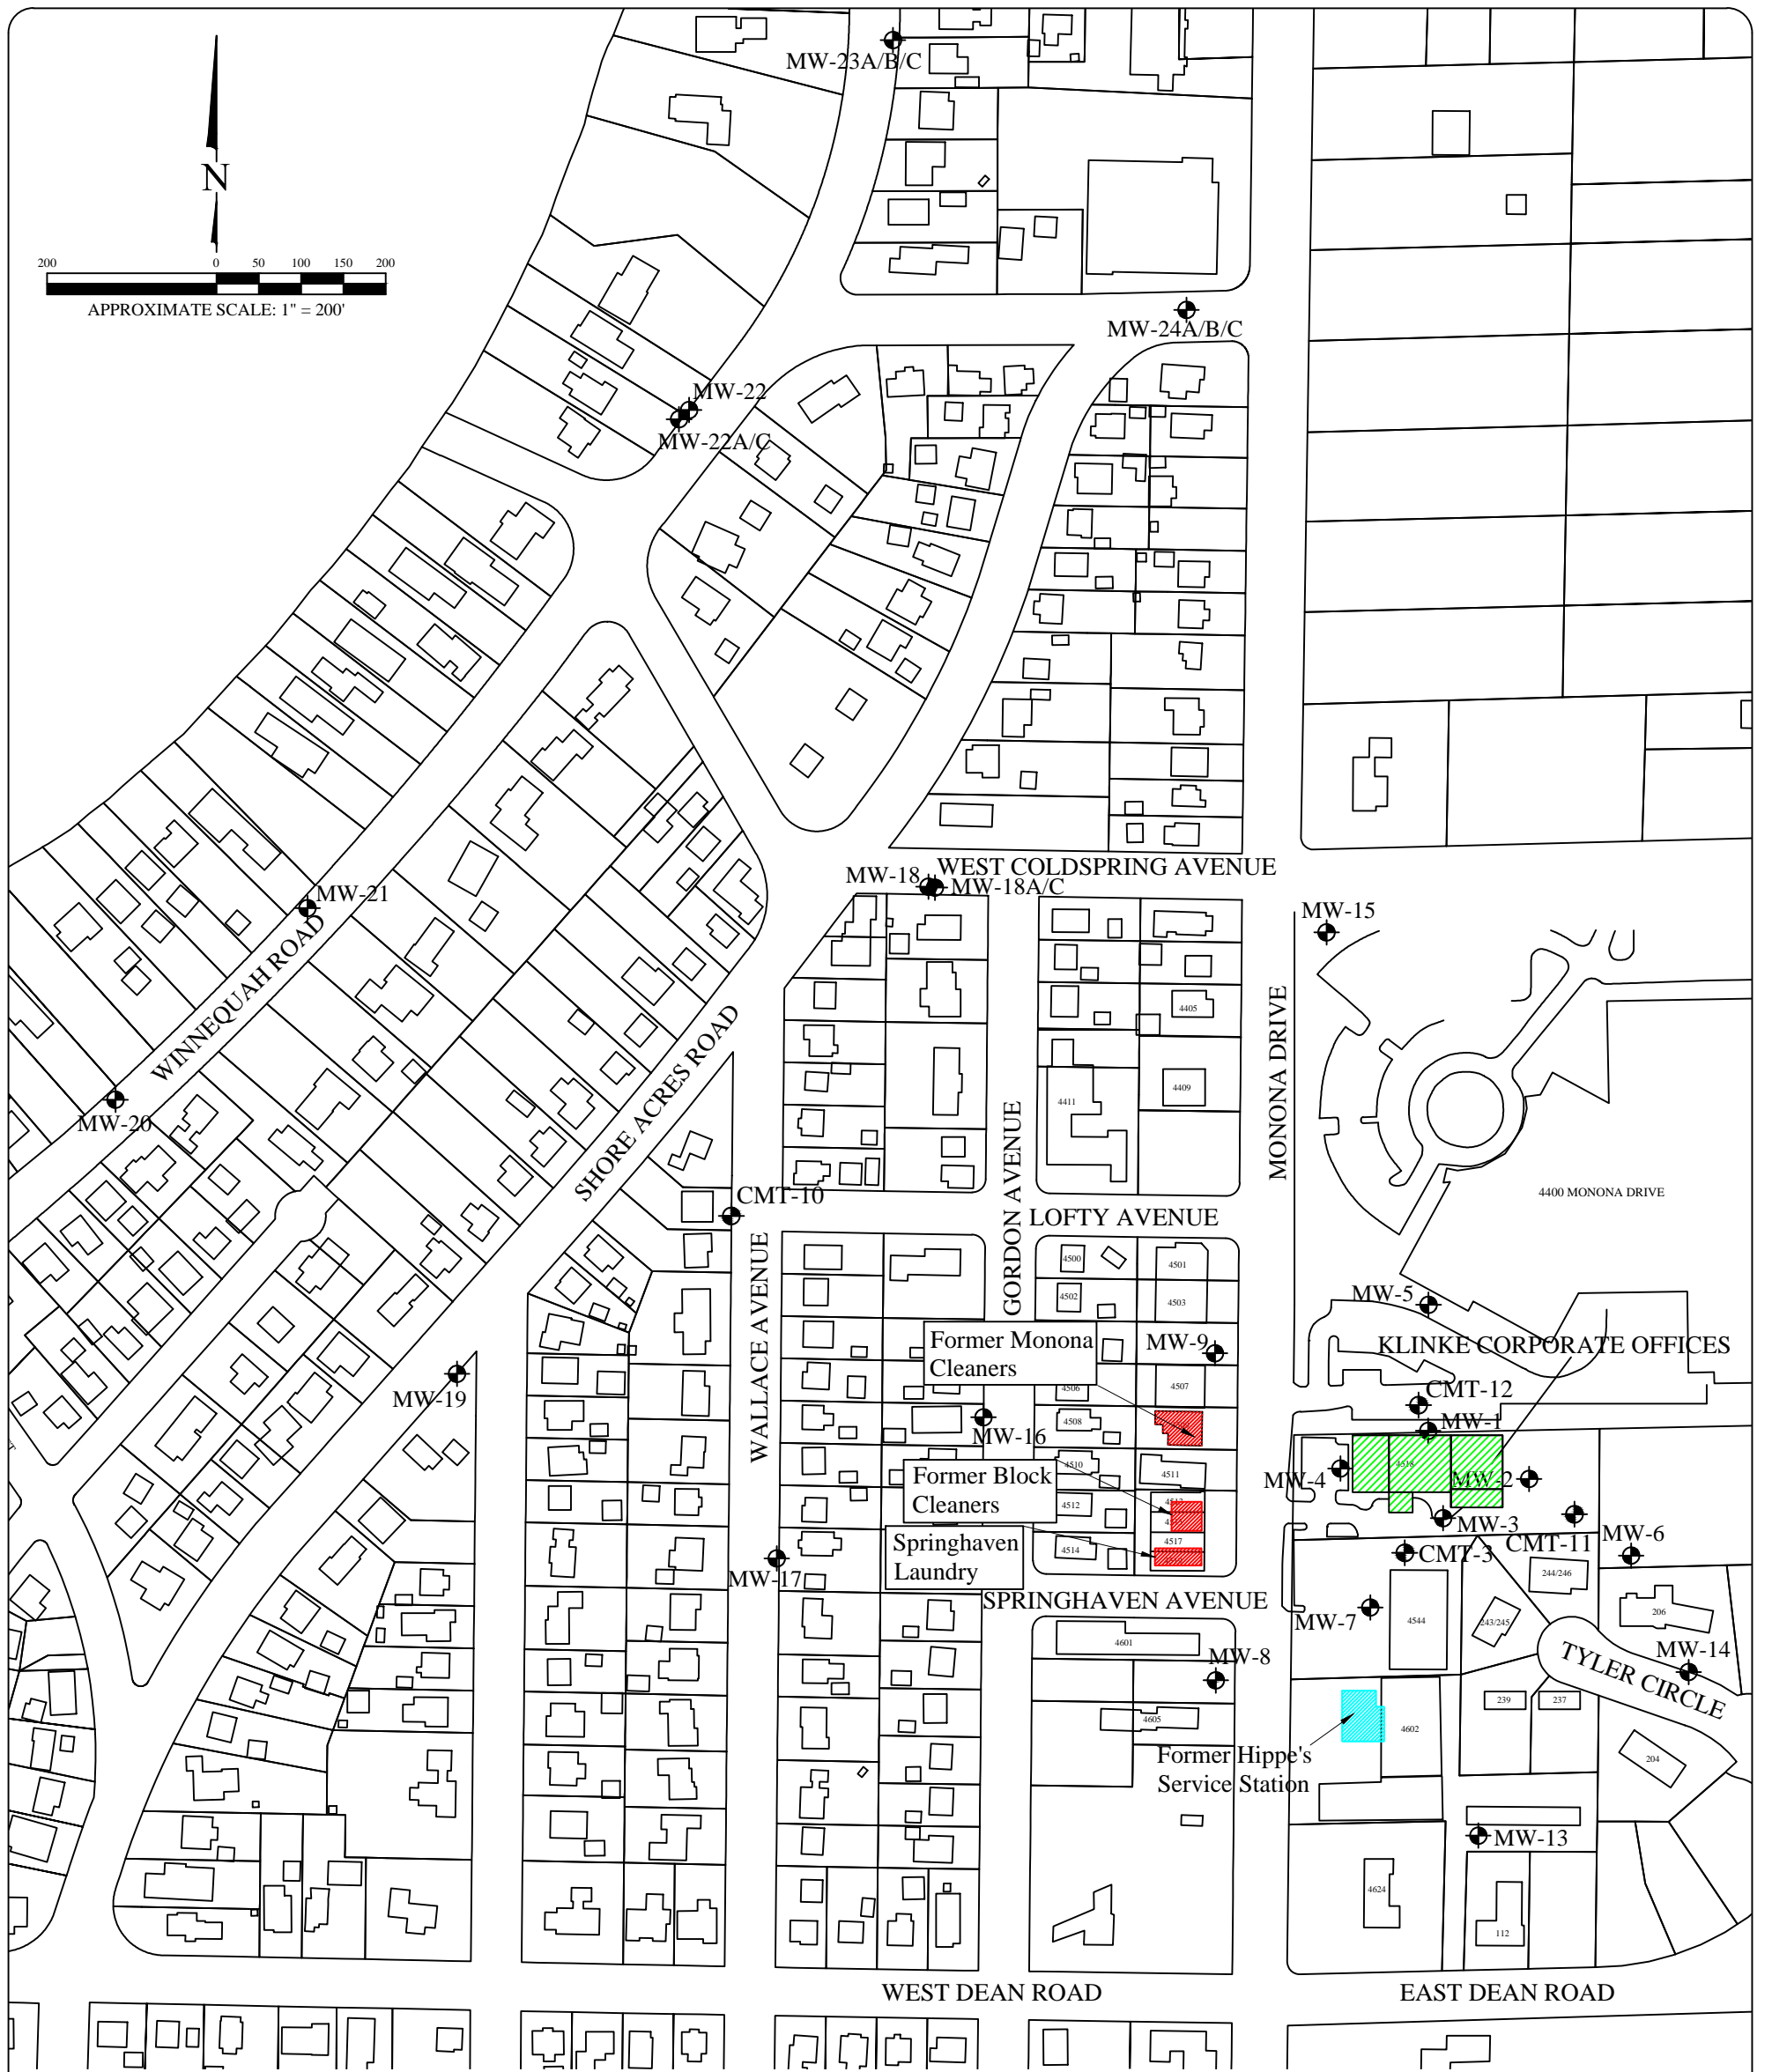 MW-23A/B/C
N
200 0 50 100 150 200
APPROXIMATE SCALE: 1" = 200'
MW-24A/B/C
MW-22
MW-22A/C
WEST COLDSPRING AVENUE
MW-18
MW-18A/C
MW-21
MW-15
WINNEQUAH ROAD
MONONA DRIVE
4405
SHORE ACRES ROAD
4409
4411
MW-20
GORDON AVENUE
CMT-10
4400 MONONA DRIVE
LOFTY AVENUE
WALLACE AVENUE
4500
4501
4502
4503
MW-5
Former Monona
Cleaners
MW-9
KLINKE CORPORATE OFFICES
MW-19
4506
4507
CMT-12
4508
MW-1
MW-16
4510
4511
MW-4
4518
MW-2
Former Block
Cleaners
4512
MW-3
CMT-11
MW-6
Springhaven
Laundry
4514
4517
CMT-3
MW-17
244/246
SPRINGHAVEN AVENUE
MW-7
4544
243/245
206
4601
MW-8
TYLER CIRCLE
MW-14
239
237
4605
4602
Former Hippe's
Service Station
204
MW-13
4624
112
WEST DEAN ROAD
EAST DEAN ROAD